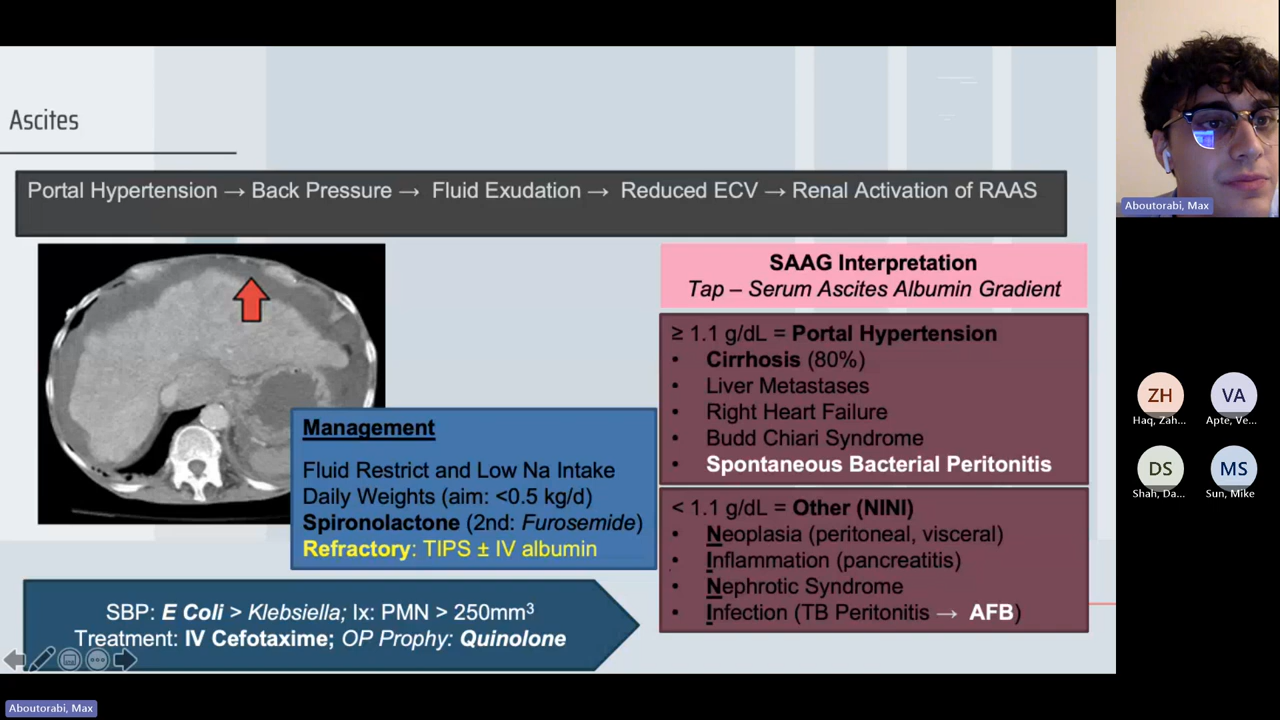 Ascites
Portal Hypertension → Back Pressure → Fluid Exudation → Reduced ECV → Renal Activation of RAAS
SAAG Interpretation
Tap – Serum Ascites Albumin Gradient
≥ 1.1 g/dL = Portal Hypertension
• Cirrhosis (80%)
• Liver Metastases
• Right Heart Failure
• Budd Chiari Syndrome
• Spontaneous Bacterial Peritonitis
< 1.1 g/dL = Other (NINI)
• Neoplasia (peritoneal, visceral)
• Inflammation (pancreatitis)
• Nephrotic Syndrome
• Infection (TB Peritonitis → AFB)
Management
Fluid Restrict and Low Na Intake
Daily Weights (aim: <0.5 kg/d)
Spironolactone (2nd: Furosemide)
Refractory: TIPS ± IV albumin
SBP: E Coli > Klebsiella; Ix: PMN > 250mm³
Treatment: IV Cefotaxime; OP Prophy: Quinolone
Aboutorabi, Max
ZH
VA
Haq, Zah...
Apte, Ve...
DS
MS
Shah, Da...
Sun, Mike
Aboutorabi, Max